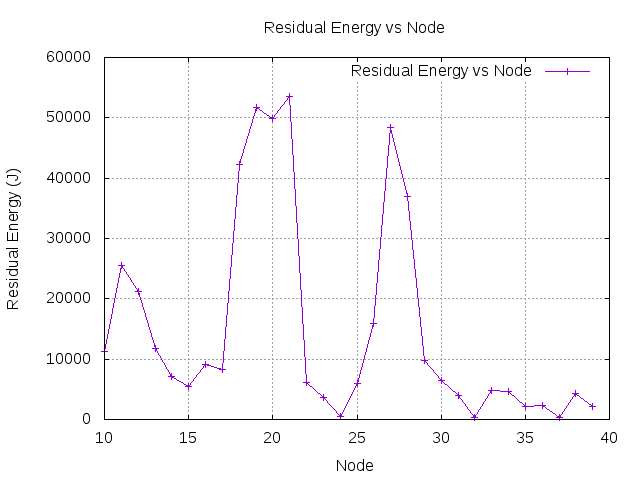 Residual Energy vs Node
60000
50000
40000
30000
20000
10000
0
Residual Energy (J)
Residual Energy vs Node
10 15 20 25 30 35 40
Node